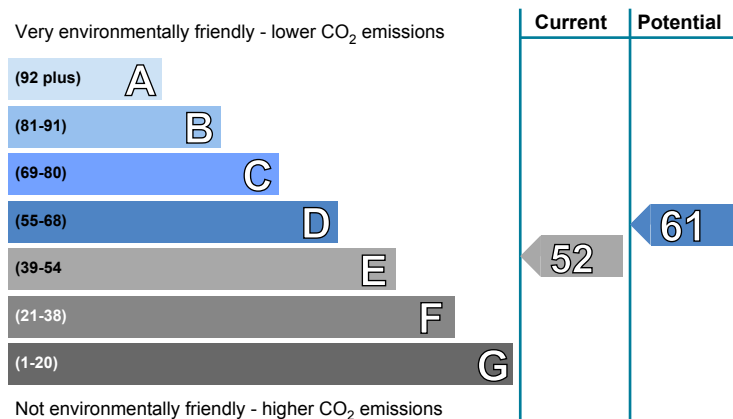 Current Potential
Very environmentally friendly - lower CO2 emissions
(92 plus) A
(81-91) B
(69-80) C
(55-68) D
61
(39-54 E
52
(21-38) F
(1-20) G
Not environmentally friendly - higher CO2 emissions